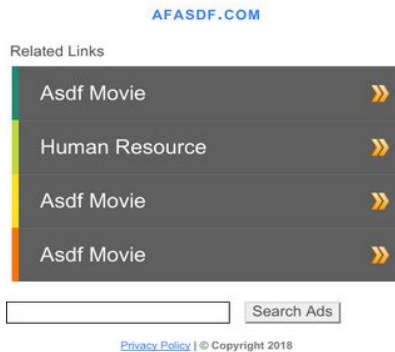 AFASDF.COM
Related Links
Asdf Movie
Human Resource
Asdf Movie
Asdf Movie
Search Ads
Privacy Policy | © Copyright 2018